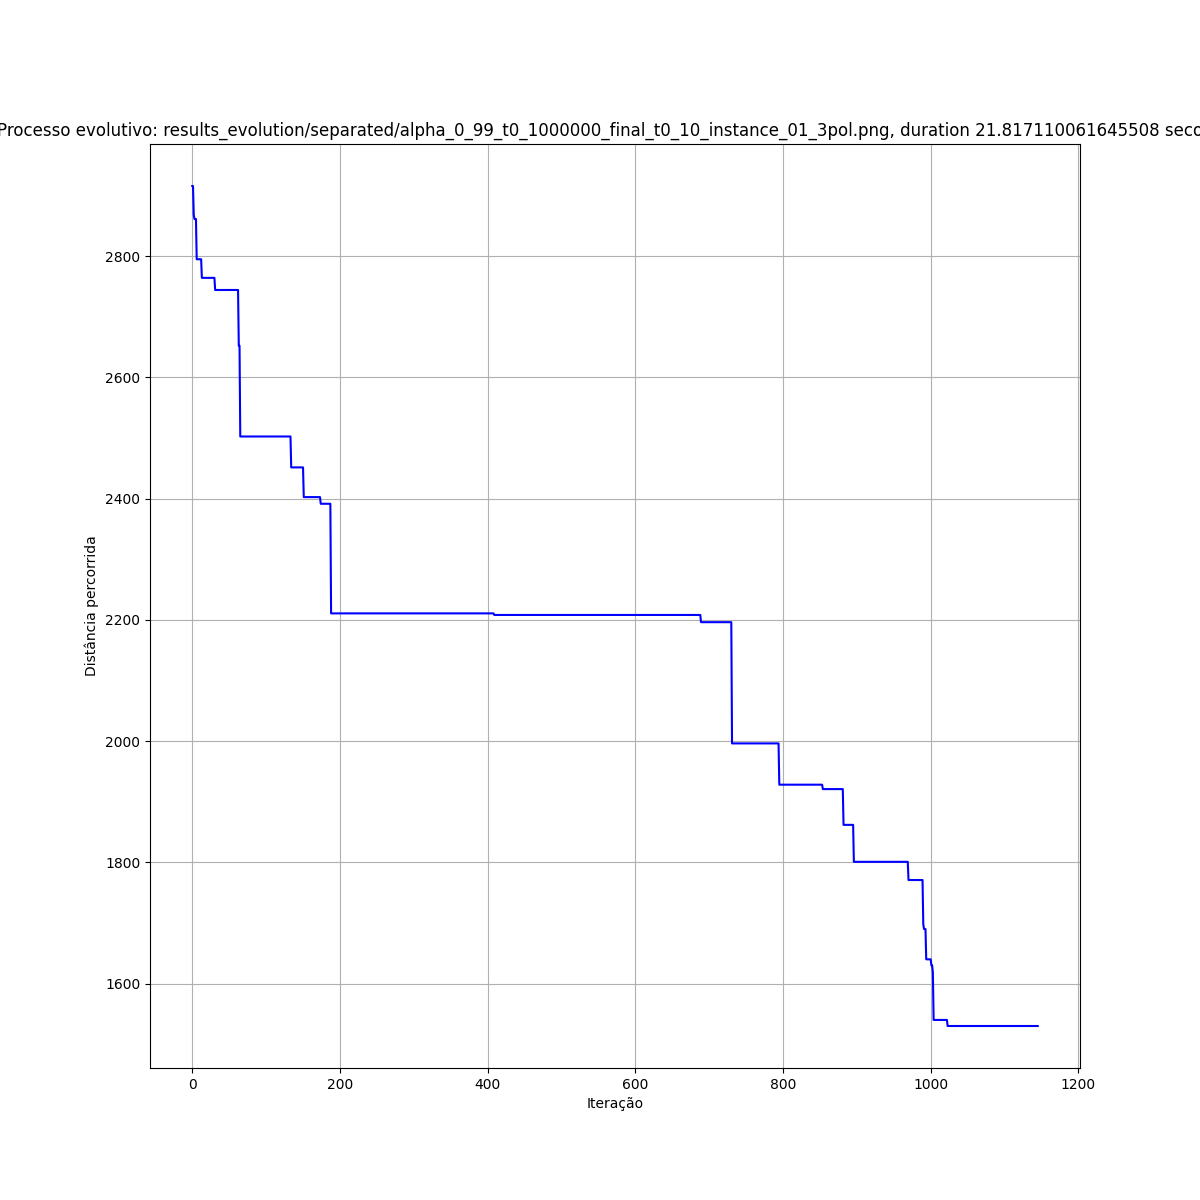 Processo evolutivo: results_evolution/separated/alpha_0_99_t0_1000000_final_t0_10_instance_01_3pol.png, duration 21.817110061645508 seco
2800
2600
2400
2200
2000
1800
1600
Distância percorrida
0 200 400 600 800 1000 1200
Iteração